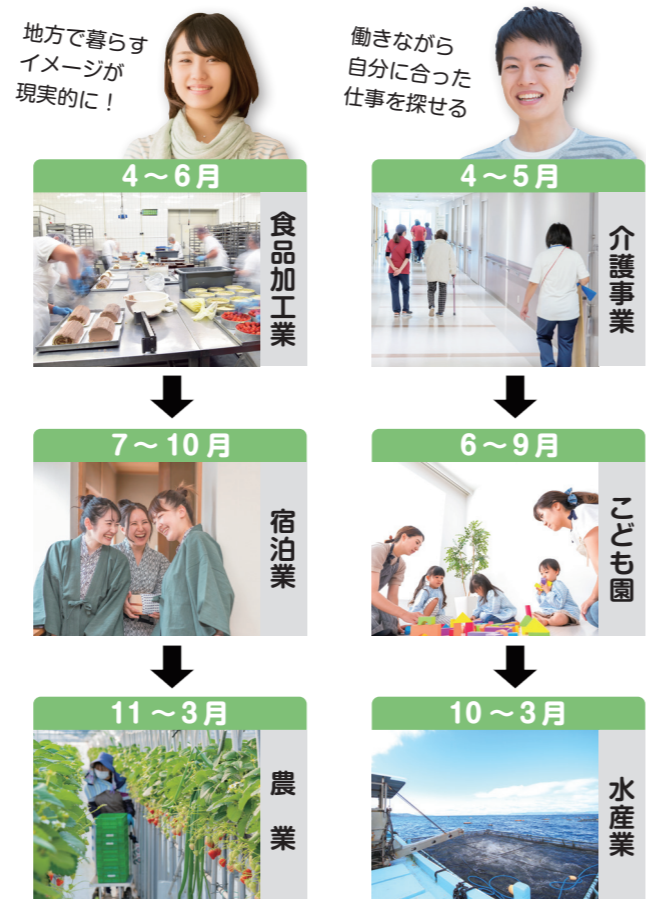 地方で暮らす
イメージが
現実的に！
4～6月
食品加工業
7～10月
宿泊業
11～3月
農業
働きながら
自分に合った
仕事を探せる
4～5月
介護事業
6～9月
こども園
10～3月
水産業